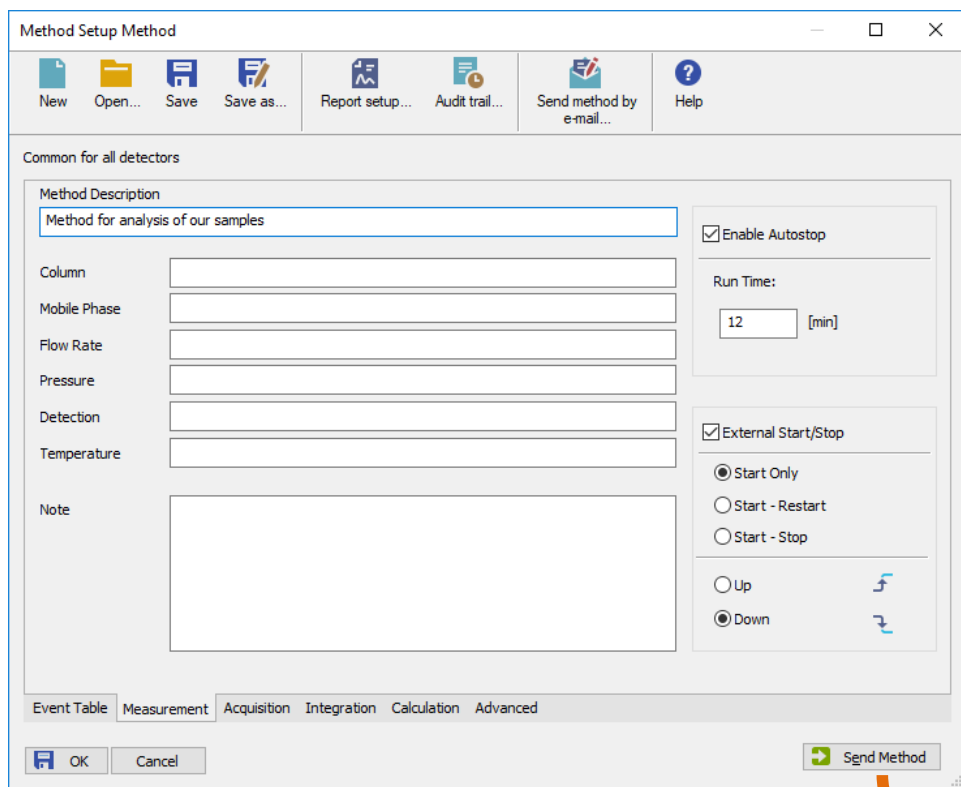 Method Setup Method
New Open... Save Save as... Report setup... Audit trail... Send method by e-mail... Help
Common for all detectors
Method Description
Method for analysis of our samples
Enable Autostop
Column
Run Time:
Mobile Phase
12 [min]
Flow Rate
Pressure
Detection
External Start/Stop
Temperature
Start Only
Note
Start - Restart
Start - Stop
Up
Down
Event Table Measurement Acquisition Integration Calculation Advanced
OK Cancel Send Method